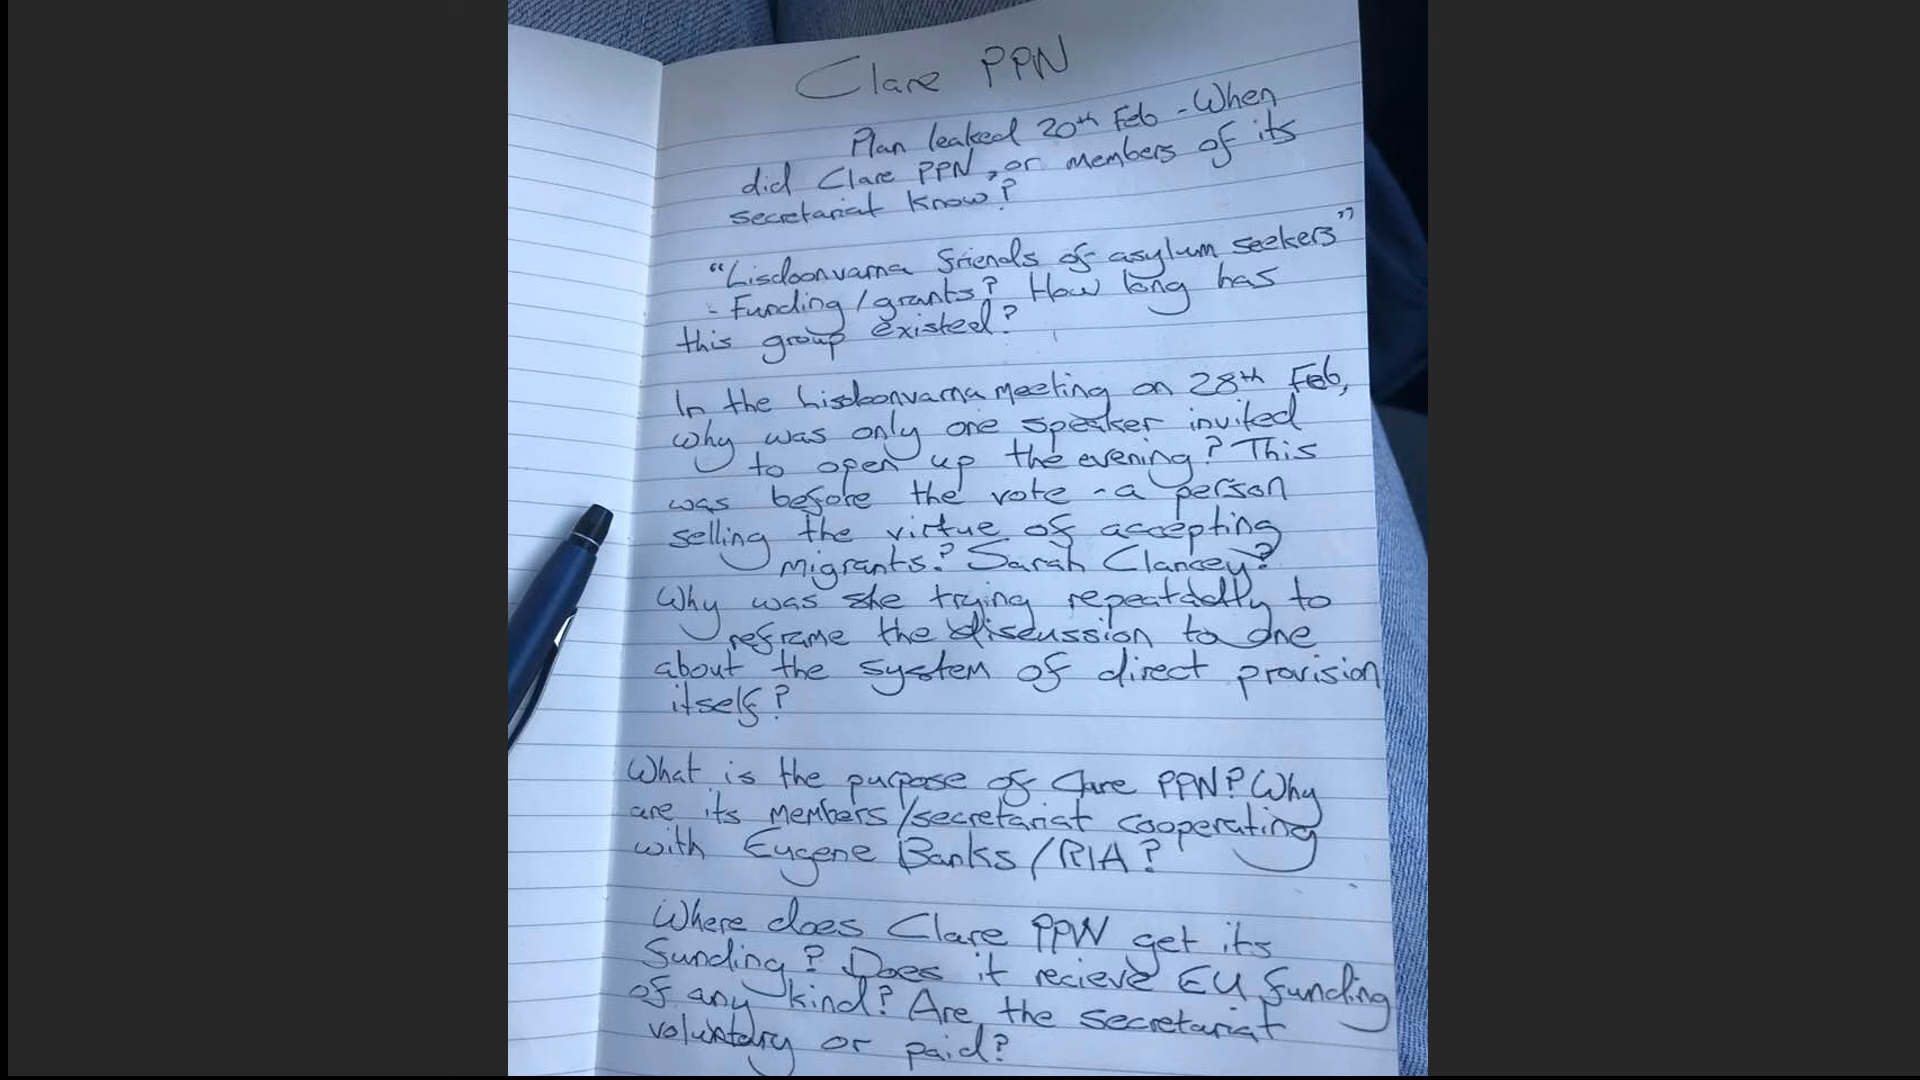 Clare PPN
Plan leaked 20th Feb - When
did Clare PPN, or members of its
secretariat know?
"Lisdoonvarna friends of asylum seekers"
- Funding/grants? How long has
this group existed?
In the Lisdoonvarna meeting on 28th Feb,
why was only one speaker invited
to open up the evening? This
was before the vote - a person
selling the virtue of accepting
migrants? Sarah Clancey?
Why was she trying repeatdelly to
reframe the discussion to one
about the system of direct provision
itself?
What is the purpose of Clare PPN? Why
are its members/secretariat cooperating
with Eugene Banks/RIA?
Where does Clare PPN get its
funding? Does it recieve EU funding
of any kind? Are the secretariat
voluntary or paid?